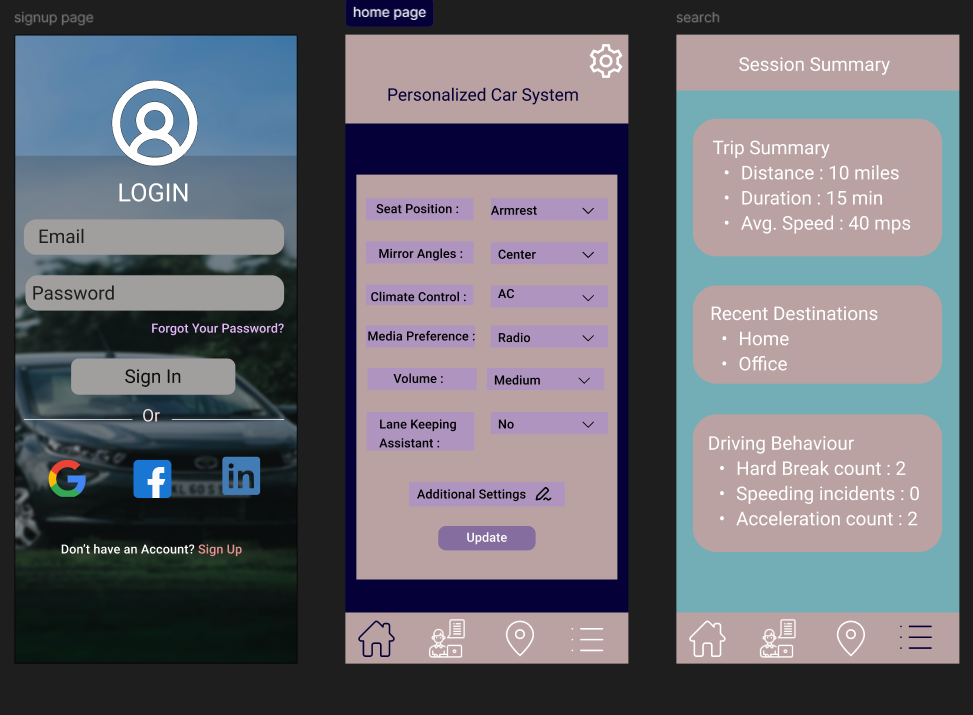 signup page
LOGIN
Email
Password
Forgot Your Password?
Sign In
Or
in
Don't have an Account? Sign Up
home page
Personalized Car System
Seat Position : Armrest
Mirror Angles : Center
Climate Control : AC
Media Preference : Radio
Volume : Medium
Lane Keeping No
Assistant :
Additional Settings
Update
search
Session Summary
Trip Summary
• Distance : 10 miles
• Duration : 15 min
• Avg. Speed : 40 mps
Recent Destinations
• Home
• Office
Driving Behaviour
• Hard Break count : 2
• Speeding incidents : 0
• Acceleration count : 2